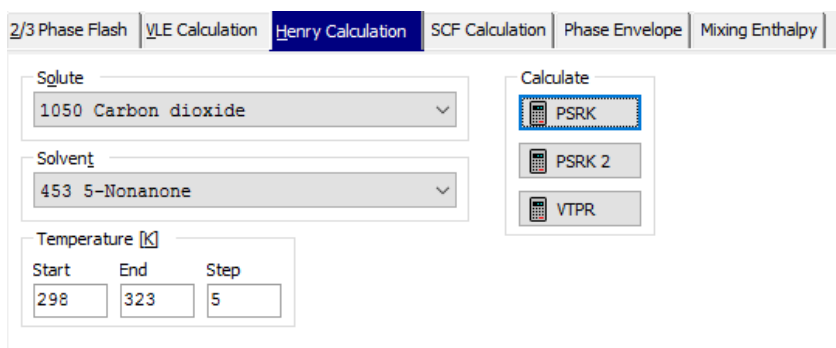 2/3 Phase Flash VLE Calculation Henry Calculation SCF Calculation Phase Envelope Mixing Enthalpy
Solute
1050 Carbon dioxide
Solvent
453 5-Nonanone
Temperature [K]
Start End Step
298 323 5
Calculate
PSRK
PSRK 2
VTPR